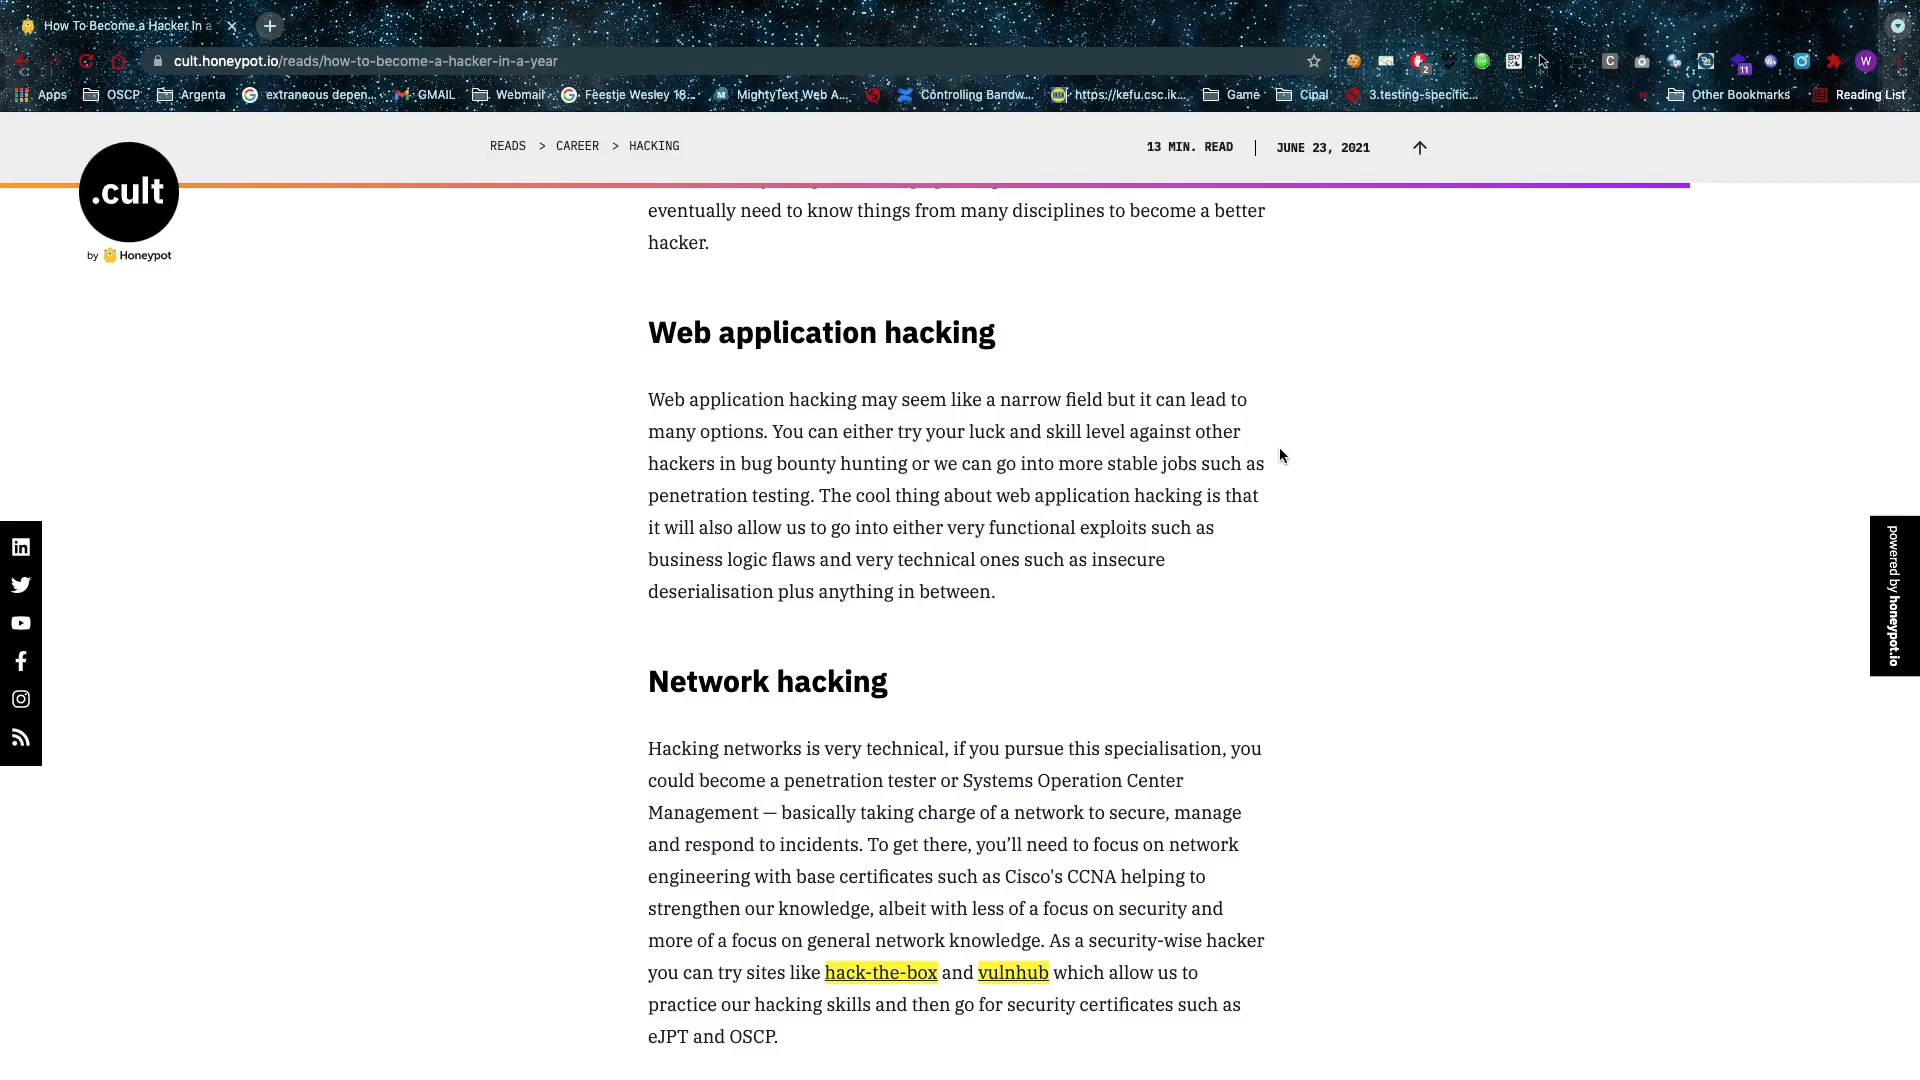 How To Become a Hacker In a
cult.honeypot.io/reads/how-to-become-a-hacker-in-a-year
Apps OSCP Argenta extraneous depen... GMAIL Webmail Feestje Wesley 18... MightyText Web A... Controlling Bandw... https://kefu.csc.ik... Game Cipal 3.testing-specific... Other Bookmarks Reading List
2
C
11
W
READS > CAREER > HACKING
13 MIN. READ | JUNE 23, 2021
.cult
by Honeypot
eventually need to know things from many disciplines to become a better
hacker.
Web application hacking
Web application hacking may seem like a narrow field but it can lead to
many options. You can either try your luck and skill level against other
hackers in bug bounty hunting or we can go into more stable jobs such as
penetration testing. The cool thing about web application hacking is that
it will also allow us to go into either very functional exploits such as
business logic flaws and very technical ones such as insecure
deserialisation plus anything in between.
powered by honeypot.io
Network hacking
Hacking networks is very technical, if you pursue this specialisation, you
could become a penetration tester or Systems Operation Center
Management — basically taking charge of a network to secure, manage
and respond to incidents. To get there, you’ll need to focus on network
engineering with base certificates such as Cisco's CCNA helping to
strengthen our knowledge, albeit with less of a focus on security and
more of a focus on general network knowledge. As a security-wise hacker
you can try sites like hack-the-box and vulnhub which allow us to
practice our hacking skills and then go for security certificates such as
eJPT and OSCP.